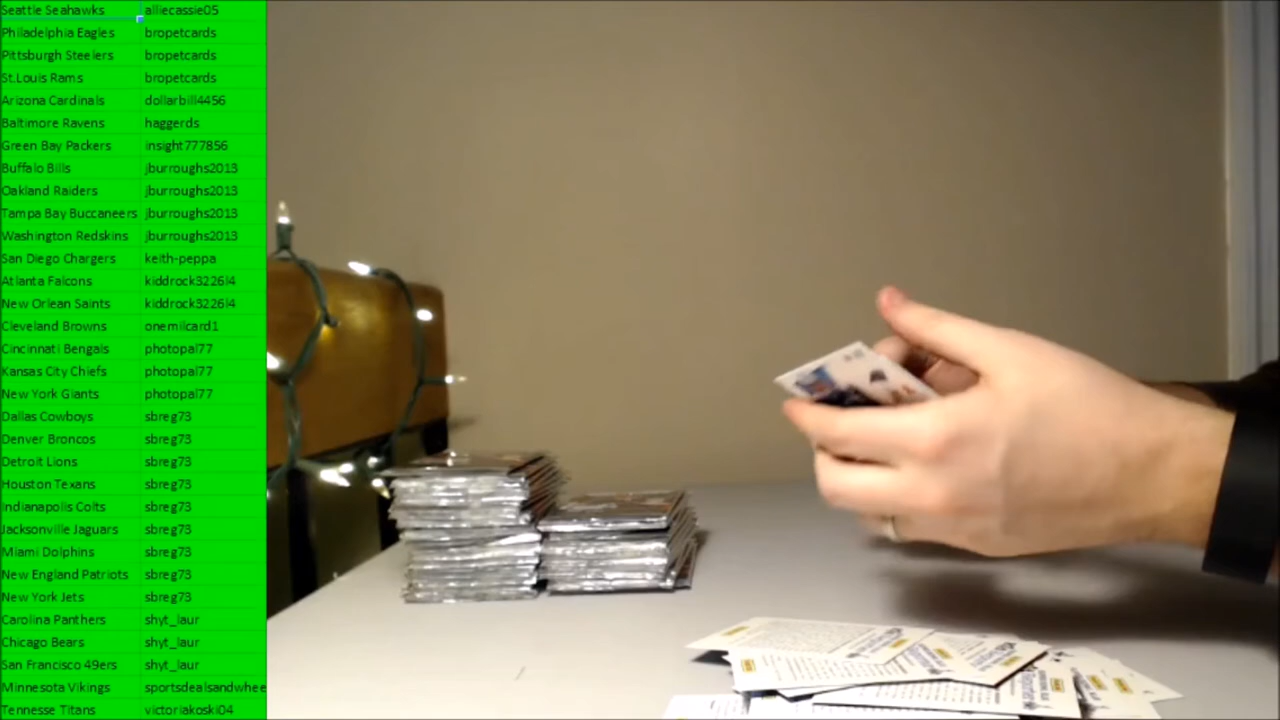 Seattle Seahawks alliecassie05
Philadelphia Eagles bropetcards
Pittsburgh Steelers bropetcards
St.Louis Rams bropetcards
Arizona Cardinals dollarbill4456
Baltimore Ravens haggerds
Green Bay Packers insight777856
Buffalo Bills jburroughs2013
Oakland Raiders jburroughs2013
Tampa Bay Buccaneers jburroughs2013
Washington Redskins jburroughs2013
San Diego Chargers keith-peppa
Atlanta Falcons kiddrock322614
New Orlean Saints kiddrock322614
Cleveland Browns onemilcard1
Cincinnati Bengals photopal77
Kansas City Chiefs photopal77
New York Giants photopal77
Dallas Cowboys sbreg73
Denver Broncos sbreg73
Detroit Lions sbreg73
Houston Texans sbreg73
Indianapolis Colts sbreg73
Jacksonville Jaguars sbreg73
Miami Dolphins sbreg73
New England Patriots sbreg73
New York Jets sbreg73
Carolina Panthers shyt_laur
Chicago Bears shyt_laur
San Francisco 49ers shyt_laur
Minnesota Vikings sportsdealsandwhee
Tennesse Titans victoriakoski04